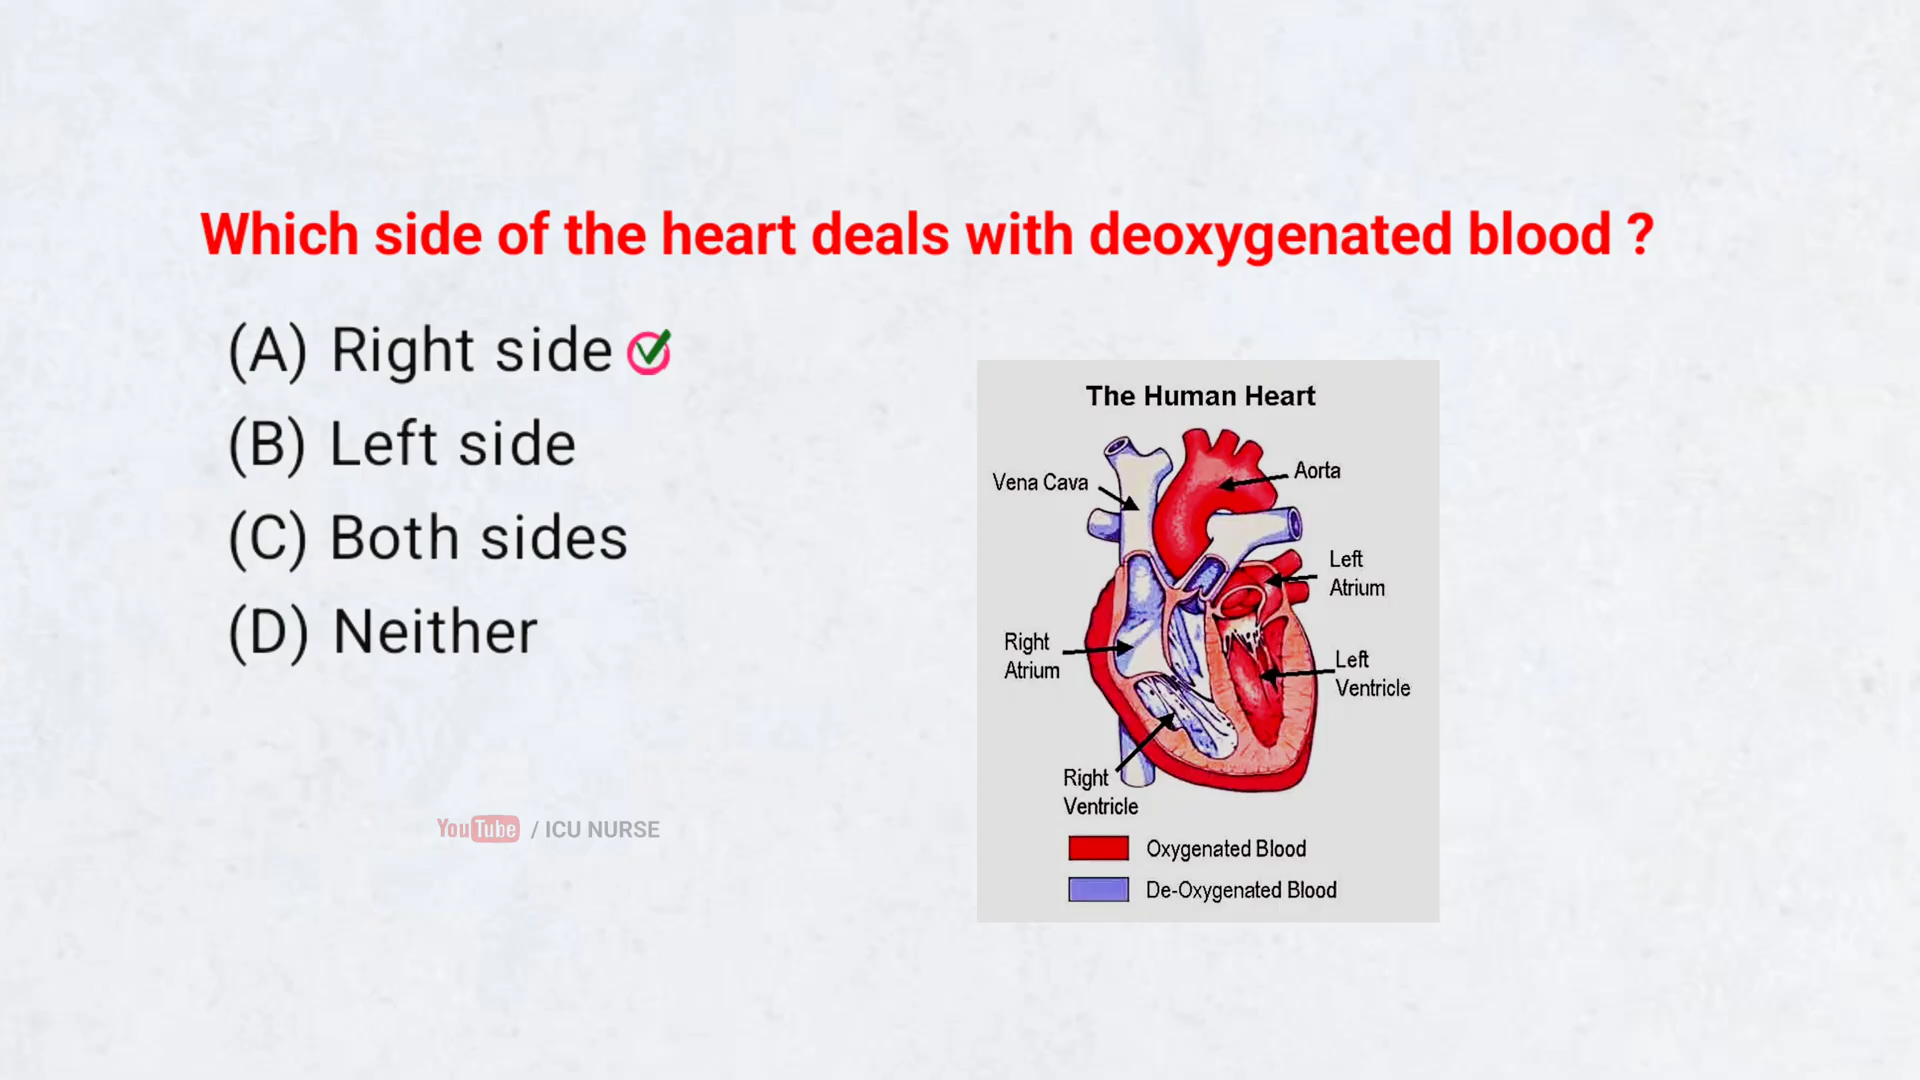 Which side of the heart deals with deoxygenated blood ?
(A) Right side
(B) Left side
(C) Both sides
(D) Neither
YouTube / ICU NURSE
The Human Heart
Vena Cava
Aorta
Left
Atrium
Right
Atrium
Left
Ventricle
Right
Ventricle
Oxygenated Blood
De-Oxygenated Blood